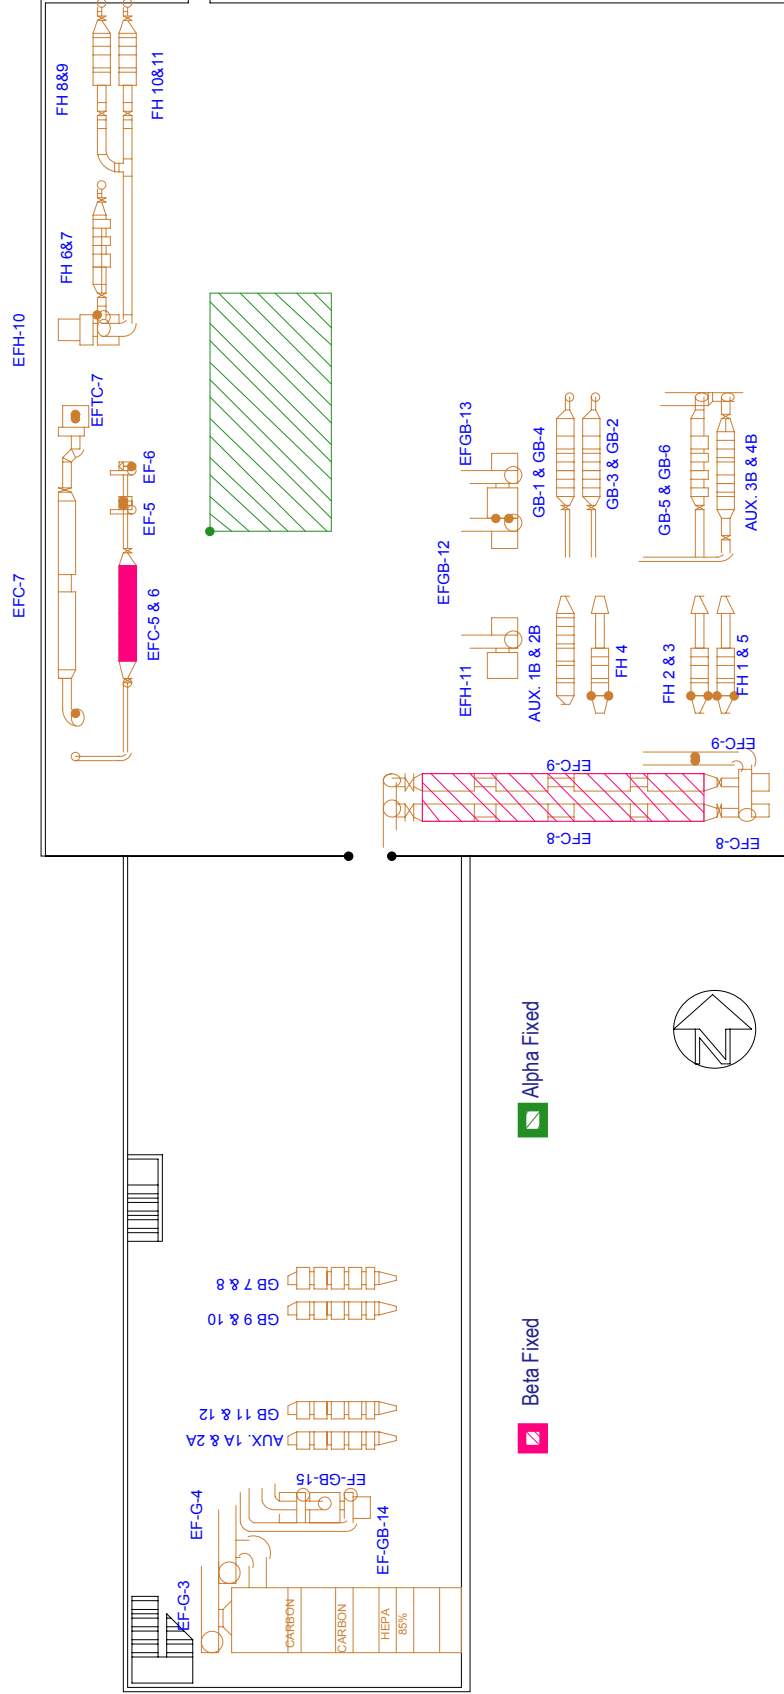 FH 8&9
FH 10&11
FH 6&7
EFH-10
EFTC-7
EF-6
EF-5
EFC-7
EFC-5 & 6
EFGB-13
GB-1 & GB-4
GB-3 & GB-2
GB-5 & GB-6
AUX. 3B & 4B
EFGB-12
EFH-11
AUX. 1B & 2B
FH 4
FH 2 & 3
FH 1 & 5
EFC-9
EFC-9
EFC-8
EFC-8
N
Alpha Fixed
Beta Fixed
GB 7 & 8
GB 9 & 10
GB 11 & 12
AUX. 1A & 2A
EF-GB-15
EF-G-4
EF-GB-14
EF-G-3
CARBON
CARBON
HEPA
85%